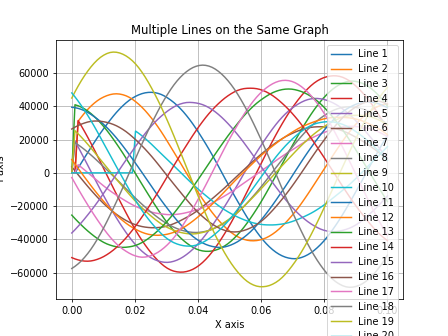 Multiple Lines on the Same Graph
60000
40000
20000
0
−20000
−40000
−60000
0.00
0.02
0.04
0.06
X axis
axis
Line 1
Line 2
Line 3
Line 4
Line 5
Line 6
Line 7
Line 8
Line 9
Line 10
Line 11
Line 12
Line 13
Line 14
Line 15
Line 16
Line 17
Line 18
Line 19